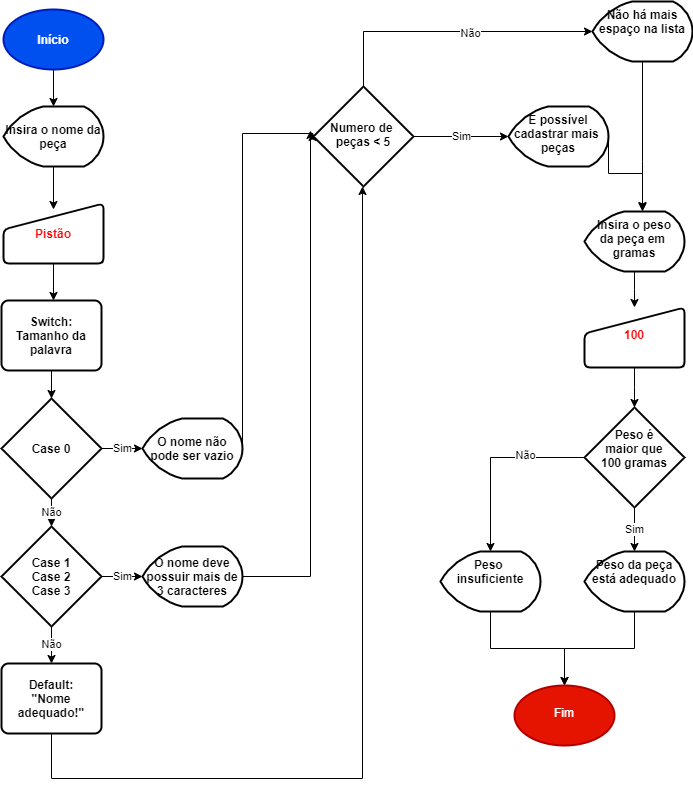 Início
Insira o nome da
peça
Pistão
Switch:
Tamanho da
palavra
Case 0
Sim
O nome não
pode ser vazio
Não
Case 1
Case 2
Case 3
Sim
O nome deve
possuir mais de
3 caracteres
Não
Default:
"Nome
adequado!"
Numero de
peças < 5
Não
Não há mais
espaço na lista
Sim
E possível
cadastrar mais
peças
Insira o peso
da peça em
gramas
100
Peso é
maior que
100 gramas
Não
Sim
Peso
insuficiente
Peso da peça
está adequado
Fim